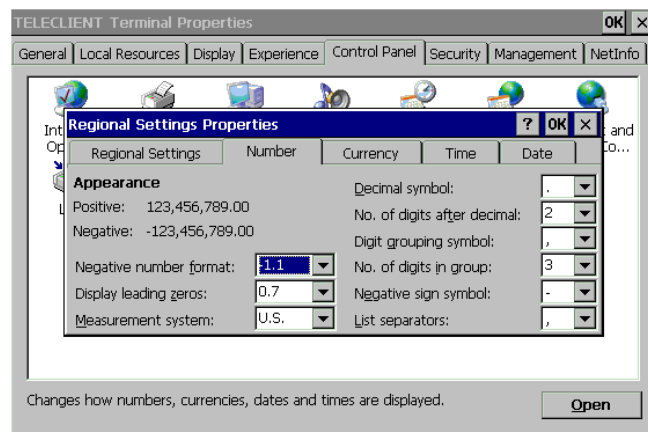 TELECLIENT Terminal Properties OK ×
General Local Resources Display Experience Control Panel Security Management NetInfo
Regional Settings Properties ? OK ×
Int and
Op Co...
L
Regional Settings Number Currency Time Date
Appearance
Positive: 123,456,789.00
Negative: -123,456,789.00
Negative number format: -1.1
Display leading zeros: 0.7
Measurement system: U.S.
Decimal symbol: .
No. of digits after decimal: 2
Digit grouping symbol: ,
No. of digits in group: 3
Negative sign symbol: -
List separators: ,
Changes how numbers, currencies, dates and times are displayed.
Open